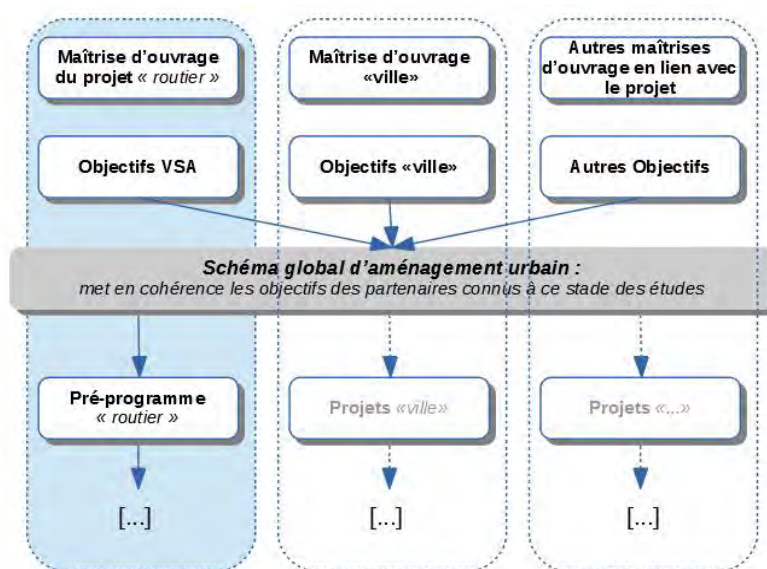 Maîtrise d'ouvrage
du projet « routier »
Maîtrise d'ouvrage
«ville»
Autres maîtrises
d'ouvrage en lien avec
le projet
Objectifs VSA
Objectifs «ville»
Autres Objectifs
Schéma global d'aménagement urbain :
met en cohérence les objectifs des partenaires connus à ce stade des études
Pré-programme
« routier »
Projets «ville»
Projets «...»
[...]
[...]
[...]